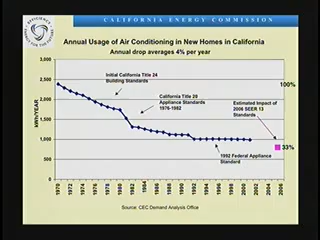 CALIFORNIA ENERGY COMMISSION
Annual Usage of Air Conditioning in New Homes in California
Annual drop averages 4% per year
3,000
2,500
2,000
1,500
1,000
500
0
kWh/YEAR
Initial California Title 24
Building Standards
California Title 20
Appliance Standards
1976-1982
100%
Estimated Impact of
2006 SEER 13
Standards
33%
1992 Federal Appliance
Standard
1970
1972
1974
1976
1978
1980
1982
1984
1986
1988
1990
1992
1994
1996
1998
2000
2002
2004
2006
Source: CEC Demand Analysis Office